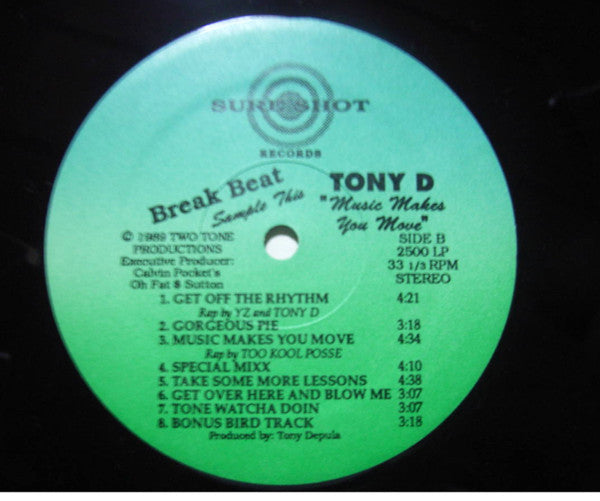 SURE SHOT
RECORDS
Break Beat
Sample This
TONY D
"Music Makes
You Move"
© 1989 TWO TONE
PRODUCTIONS
Executive Producer:
Calvin Pocket's
Oh Fat $ Sutton
SIDE B
2500 LP
33 1/3 RPM
STEREO
1. GET OFF THE RHYTHM 4:21
Rap by YZ and TONY D
2. GORGEOUS PIE 3:18
3. MUSIC MAKES YOU MOVE 4:34
Rap by TOO KOOL POSSE
4. SPECIAL MIXX 4:10
5. TAKE SOME MORE LESSONS 4:38
6. GET OVER HERE AND BLOW ME 3:07
7. TONE WATCHA DOIN 3:07
8. BONUS BIRD TRACK 3:18
Produced by: Tony Depula